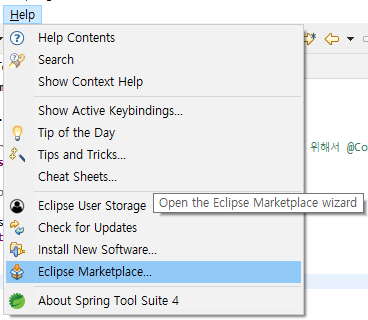 Help
Help Contents
Search
Show Context Help
Show Active Keybindings...
Tip of the Day
위해서 @Co
Tips and Tricks...
Cheat Sheets...
Eclipse User Storage
Open the Eclipse Marketplace wizard
Check for Updates
Install New Software...
Eclipse Marketplace...
About Spring Tool Suite 4